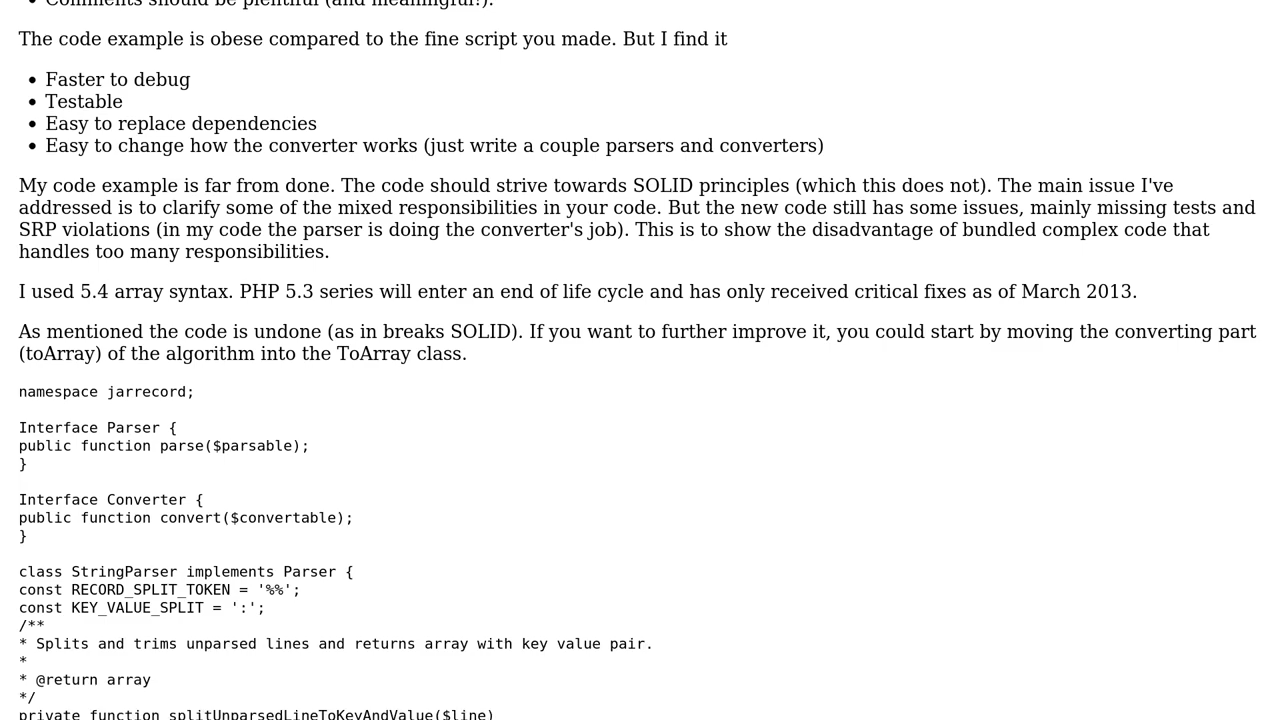 • Comments should be plentiful (and meaningful!).
The code example is obese compared to the fine script you made. But I find it
• Faster to debug
• Testable
• Easy to replace dependencies
• Easy to change how the converter works (just write a couple parsers and converters)
My code example is far from done. The code should strive towards SOLID principles (which this does not). The main issue I've
addressed is to clarify some of the mixed responsibilities in your code. But the new code still has some issues, mainly missing tests and
SRP violations (in my code the parser is doing the converter's job). This is to show the disadvantage of bundled complex code that
handles too many responsibilities.
I used 5.4 array syntax. PHP 5.3 series will enter an end of life cycle and has only received critical fixes as of March 2013.
As mentioned the code is undone (as in breaks SOLID). If you want to further improve it, you could start by moving the converting part
(toArray) of the algorithm into the ToArray class.
namespace jarrecord;
Interface Parser {
public function parse($parsable);
}
Interface Converter {
public function convert($convertable);
}
class StringParser implements Parser {
const RECORD_SPLIT_TOKEN = '%%';
const KEY_VALUE_SPLIT = ':';
/**
* Splits and trims unparsed lines and returns array with key value pair.
*
* @return array
*/
private function splitUnparsedLineToKeyAndValue($line)